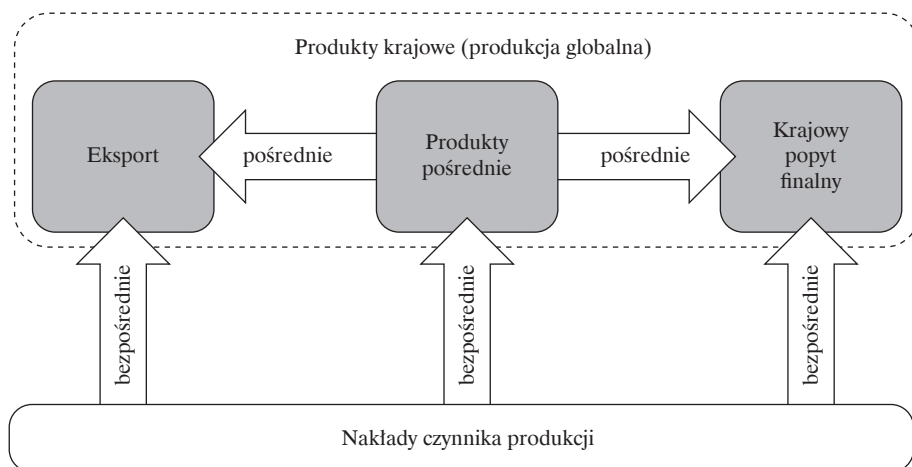 Produkty krajowe (produkcja globalna)
Eksport
pośrednie
Produkty
pośrednie
pośrednie
Krajowy
popyt
finalny
bezpośrednie
bezpośrednie
bezpośrednie
Nakłady czynnika produkcji